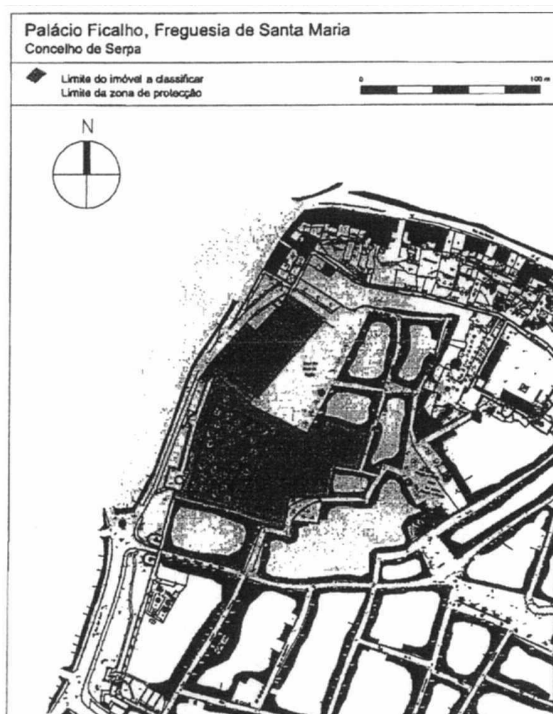 Palácio Ficalho, Freguesia de Santa Maria
Concelho de Serpa
Limite do imóvel a classificar
Limite da zona de protecção
0
100 m
N